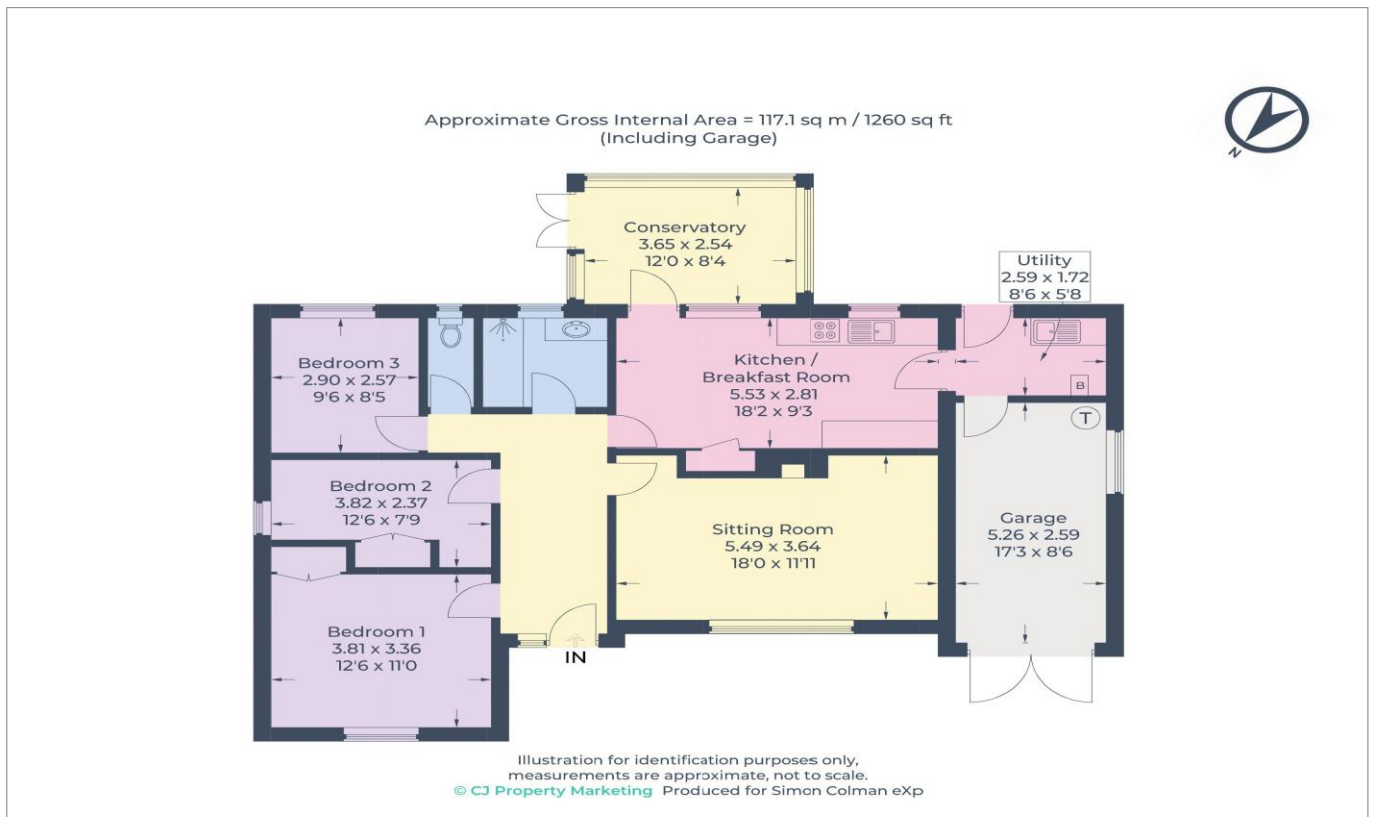 Approximate Gross Internal Area = 117.1 sq m / 1260 sq ft
(Including Garage)
N
Conservatory
3.65 x 2.54
12'0 x 8'4
Utility
2.59 x 1.72
8'6 x 5'8
Bedroom 3
2.90 x 2.57
9'6 x 8'5
Kitchen /
Breakfast Room
5.53 x 2.81
18'2 x 9'3
B
T
Bedroom 2
3.82 x 2.37
12'6 x 7'9
Sitting Room
5.49 x 3.64
18'0 x 11'11
Garage
5.26 x 2.59
17'3 x 8'6
Bedroom 1
3.81 x 3.36
12'6 x 11'0
IN
Illustration for identification purposes only,
measurements are approximate, not to scale.
© CJ Property Marketing Produced for Simon Colman eXp